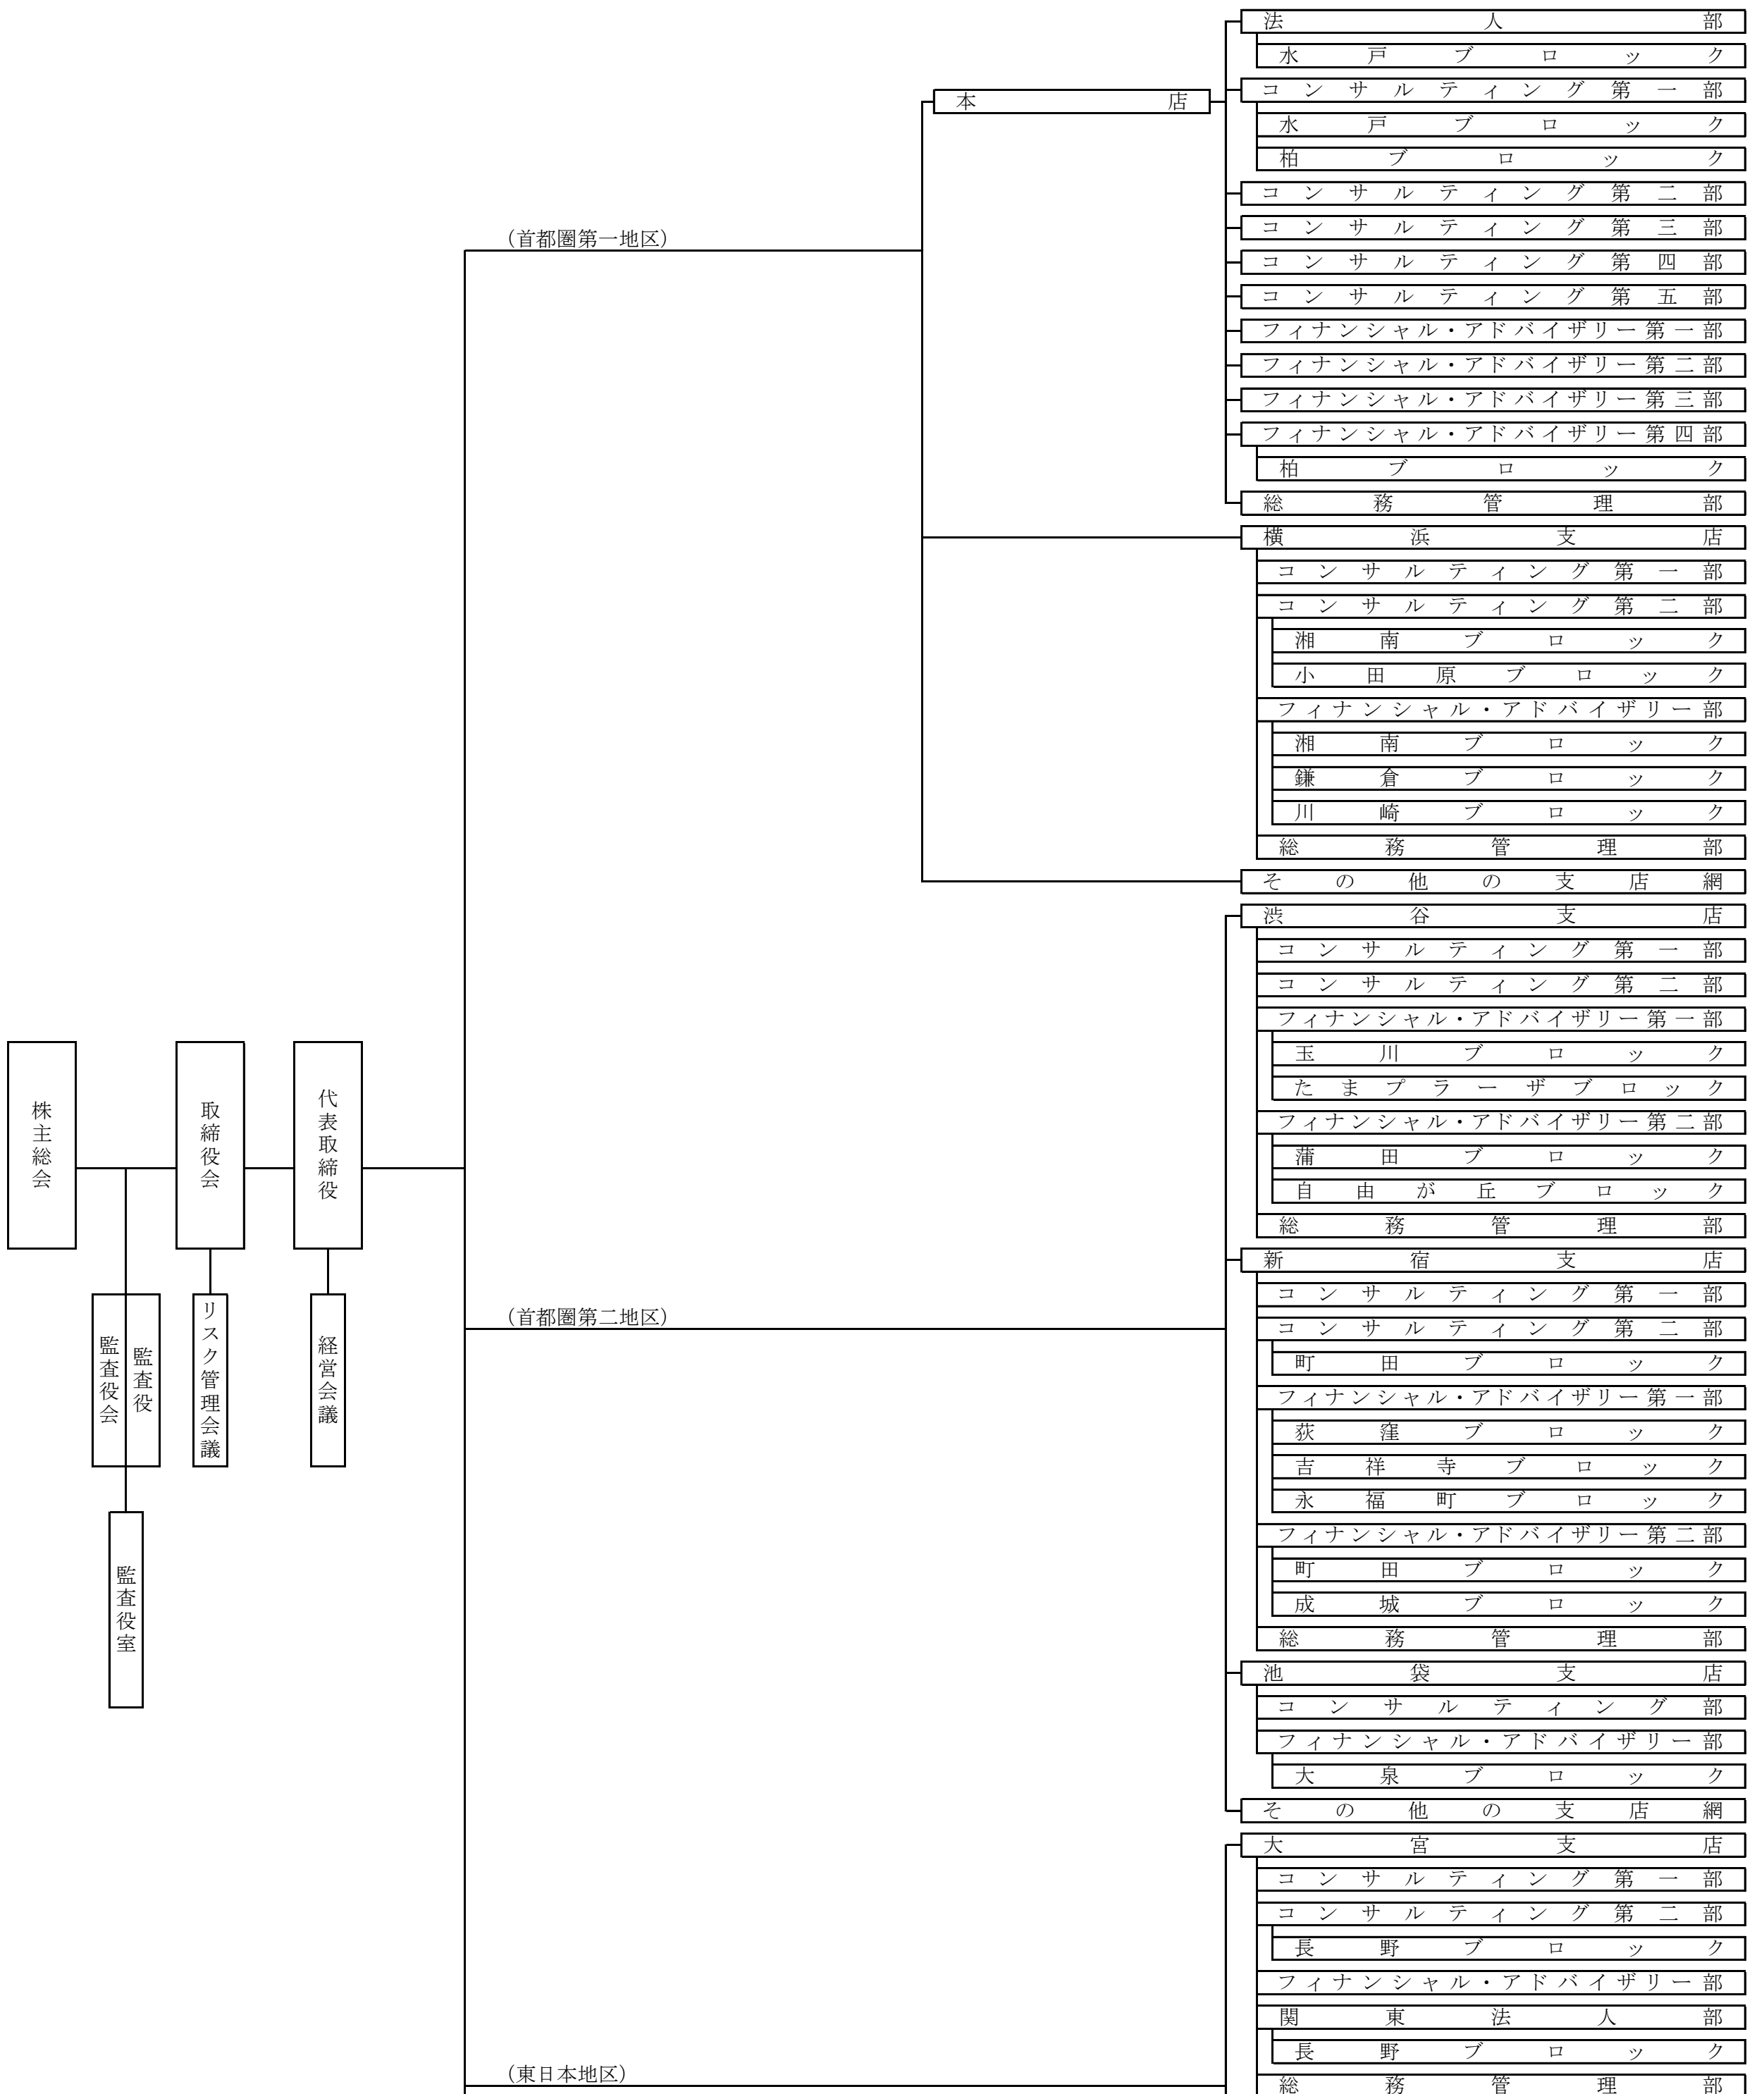 株主総会
取締役会
代表取締役
監査役会
監査役
リスク管理会議
経営会議
監査役室
（首都圏第一地区）
本店
法人部
水戸ブロック
コンサルティング第一部
水戸ブロック
柏ブロック
コンサルティング第二部
コンサルティング第三部
コンサルティング第四部
コンサルティング第五部
フィナンシャル・アドバイザリー第一部
フィナンシャル・アドバイザリー第二部
フィナンシャル・アドバイザリー第三部
フィナンシャル・アドバイザリー第四部
柏ブロック
総務管理部
横浜支店
コンサルティング第一部
コンサルティング第二部
湘南ブロック
小田原ブロック
フィナンシャル・アドバイザリー部
湘南ブロック
鎌倉ブロック
川崎ブロック
総務管理部
その他の支店網
（首都圏第二地区）
渋谷支店
コンサルティング第一部
コンサルティング第二部
フィナンシャル・アドバイザリー第一部
玉川ブロック
たまプラーザブロック
フィナンシャル・アドバイザリー第二部
蒲田ブロック
自由が丘ブロック
総務管理部
新宿支店
コンサルティング第一部
コンサルティング第二部
町田ブロック
フィナンシャル・アドバイザリー第一部
荻窪ブロック
吉祥寺ブロック
永福町ブロック
フィナンシャル・アドバイザリー第二部
町田ブロック
成城ブロック
総務管理部
池袋支店
コンサルティング部
フィナンシャル・アドバイザリー部
大泉ブロック
その他の支店網
（東日本地区）
大宮支店
コンサルティング第一部
コンサルティング第二部
長野ブロック
フィナンシャル・アドバイザリー部
関東法人部
長野ブロック
総務管理部